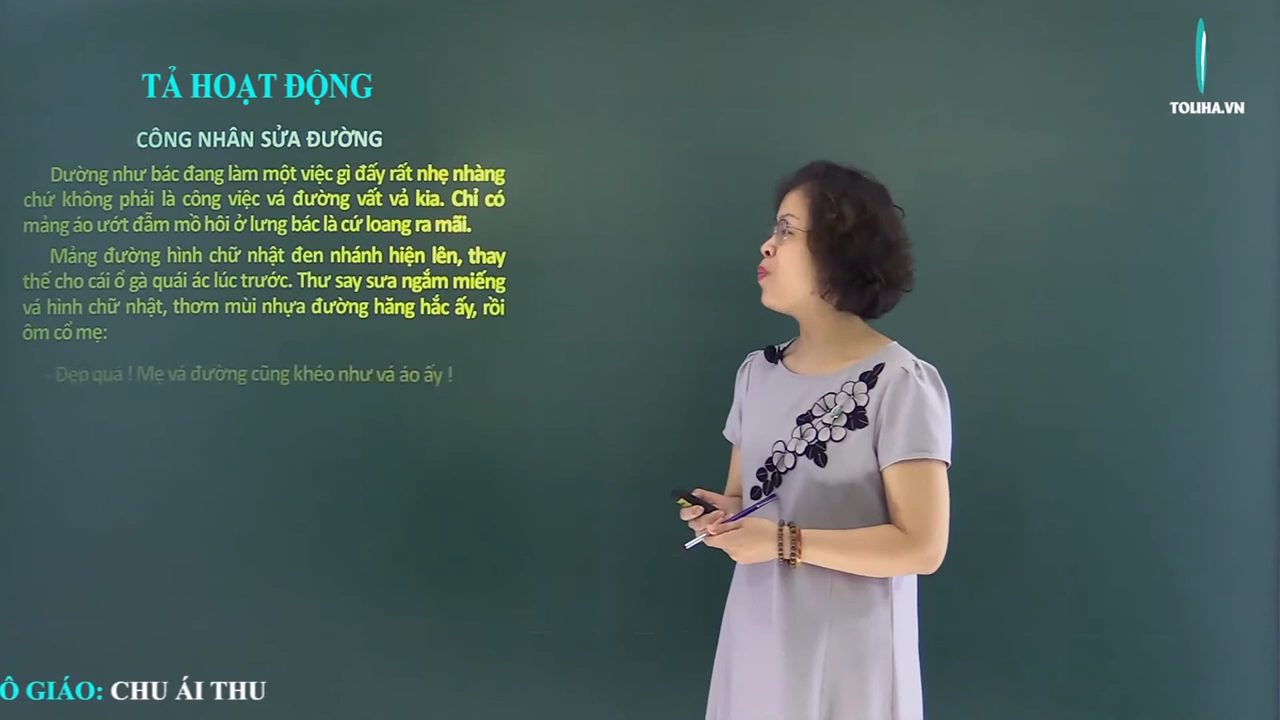 TẢ HOẠT ĐỘNG
CÔNG NHÂN SỬA ĐƯỜNG
Dường như bác đang làm một việc gì đấy rất nhẹ nhàng
chứ không phải là công việc vá đường vất vả kia. Chỉ có
mảng áo ướt đẫm mồ hôi ở lưng bác là cứ loang ra mãi.
Mảng đường hình chữ nhật đen nhánh hiện lên, thay
thế cho cái ổ gà quái ác lúc trước. Thư say sưa ngắm miếng
vá hình chữ nhật, thơm mùi nhựa đường hăng hắc ấy, rồi
ôm cổ mẹ:
- Đẹp quá ! Mẹ vá đường cũng khéo như vá áo ấy !
TOLIHA.VN
Ô GIÁO: CHU ÁI THU